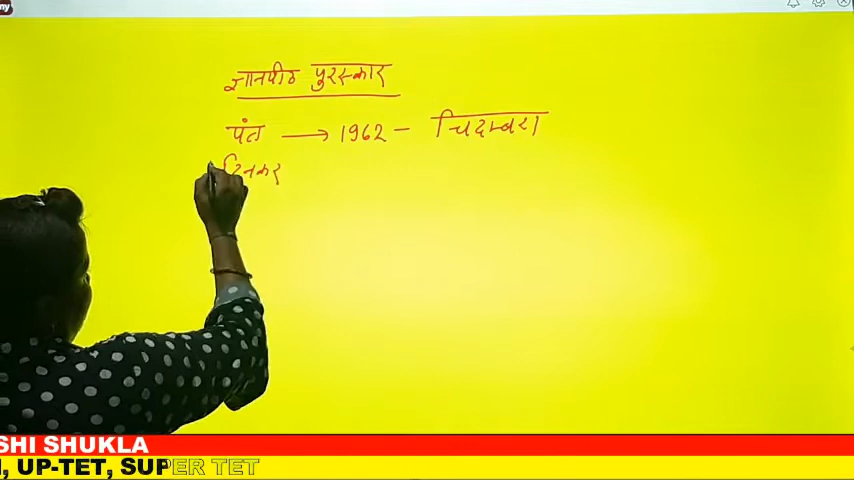 ज्ञानपीठ पुरस्कार
पंत → 1962 - चिदम्बरा
दिनकर
SHI SHUKLA
, UP-TET, SUPER TET